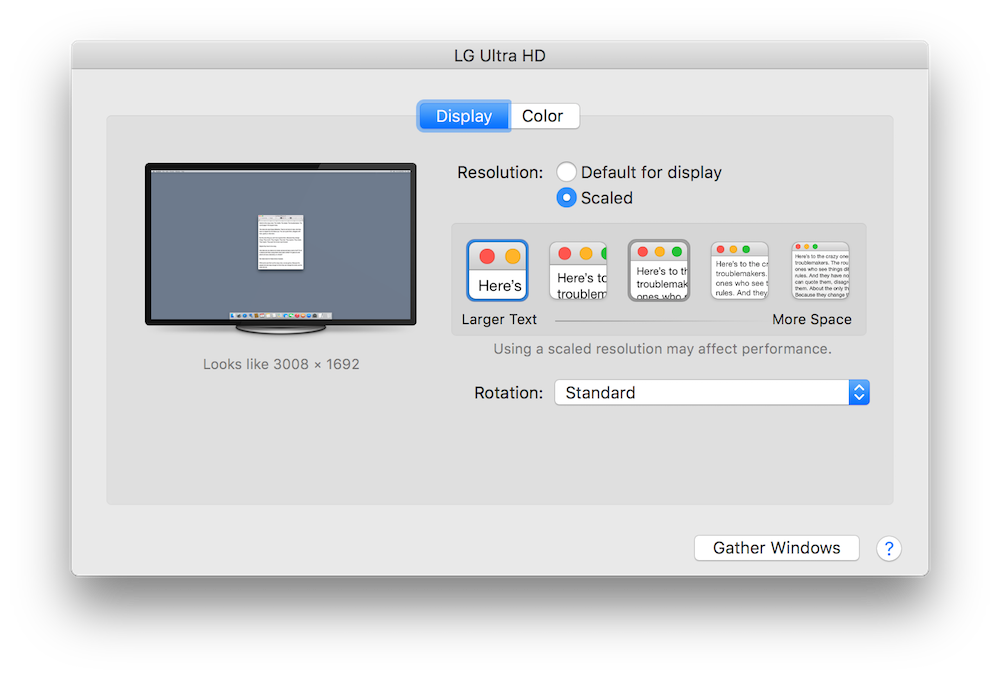 LG Ultra HD
Display Color
Resolution: Default for display
Scaled
Here's
Here's to
troublem
Here's to th
troublemak
ones who
Here's to the cr
troublemakers.
ones who see t
rules. And they
Here's to the crazy one
troublemakers. The rou
ones who see things di
rules. And they have no
can quote them, disagr
them. About the only th
Because they change t
Larger Text More Space
Using a scaled resolution may affect performance.
Looks like 3008 × 1692
Rotation: Standard
Gather Windows ?